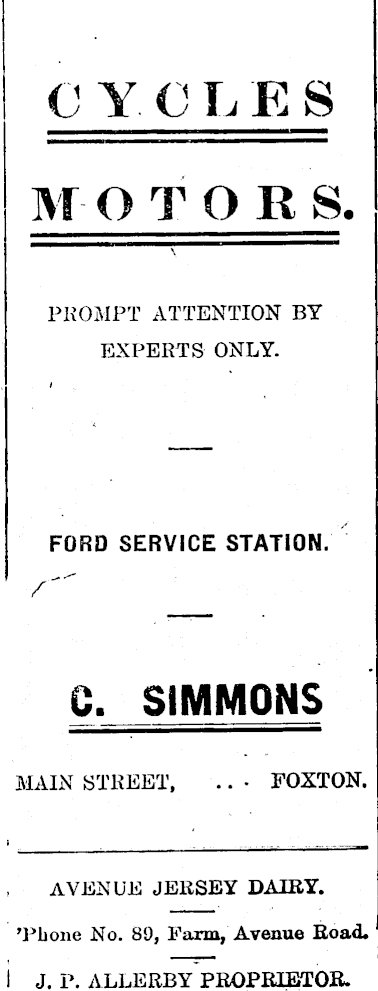 CYCLES
MOTORS.
PROMPT ATTENTION BY
EXPERTS ONLY.
FORD SERVICE STATION.
C. SIMMONS
MAIN STREET, ... FOXTON.
AVENUE JERSEY DAIRY.
'Phone No. 89, Farm, Avenue Road.
J. P. ALLERBY PROPRIETOR.